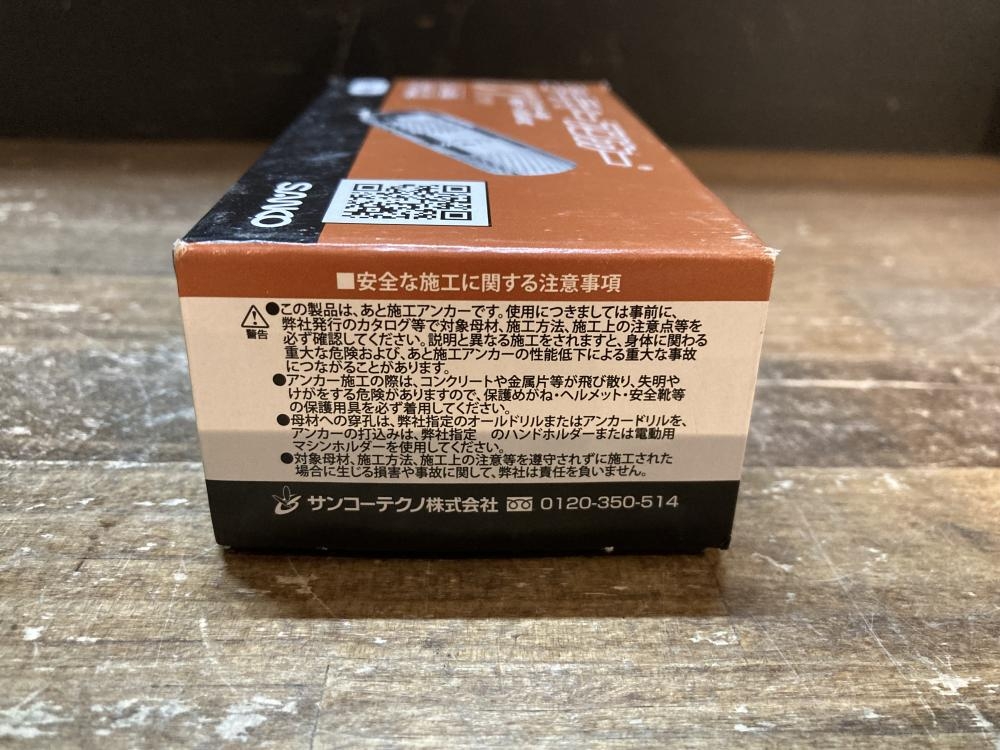 SANKO
■安全な施工に関する注意事項
警告
●この製品は、あと施工アンカーです。使用につきましては事前に、
弊社発行のカタログ等で対象母材、施工方法、施工上の注意点等を
必ず確認してください。説明と異なる施工をされますと、身体に関わる
重大な危険および、あと施工アンカーの性能低下による重大な事故
につながることがあります。
●アンカー施工の際は、コンクリートや金属片等が飛び散り、失明や
けがをする危険がありますので、保護めがね・ヘルメット・安全靴等
の保護用具を必ず着用してください。
●母材への穿孔は、弊社指定のオールドリルまたはアンカードリルを、
アンカーの打込みは、弊社指定 のハンドホルダーまたは電動用
マシンホルダーを使用してください。
●対象母材、施工方法、施工上の注意等を遵守されずに施工された
場合に生じる損害や事故に関して、弊社は責任を負いません。
サンコーテクノ株式会社 0120-350-514